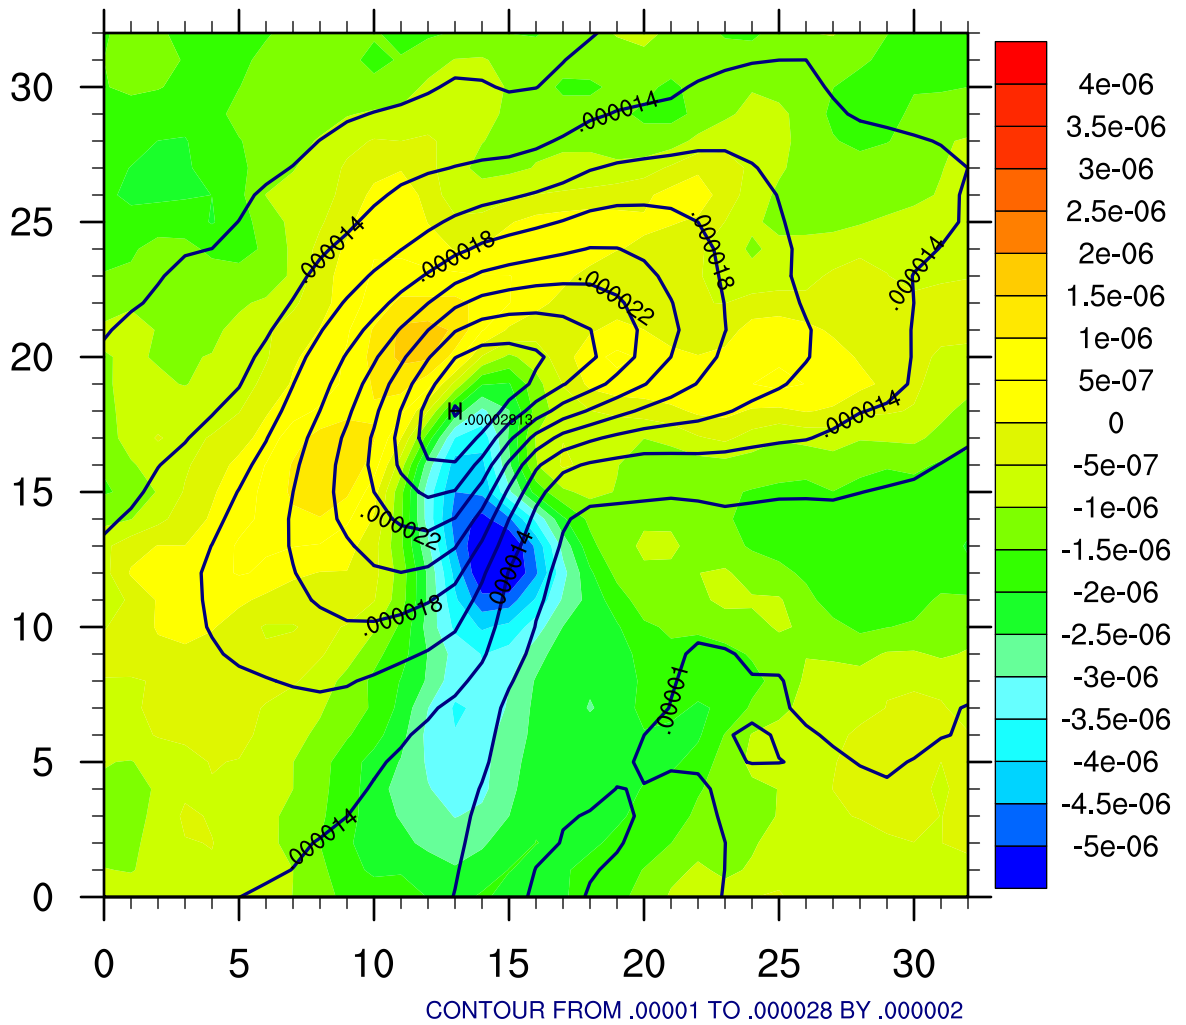 30
25
20
15
10
5
0
0 5 10 15 20 25 30
4e-06
3.5e-06
3e-06
2.5e-06
2e-06
1.5e-06
1e-06
5e-07
0
-5e-07
-1e-06
-1.5e-06
-2e-06
-2.5e-06
-3e-06
-3.5e-06
-4e-06
-4.5e-06
-5e-06
.000014
.000014
.000018
.000018
.000014
.000022
H
.00002813
.000014
.000022
.000014
.000018
.00001
.000014
CONTOUR FROM .00001 TO .000028 BY .000002